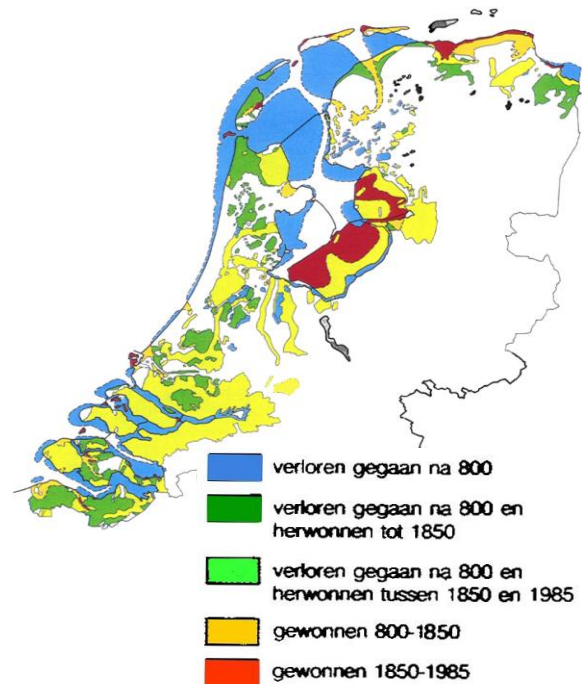 verloren gegaan na 800
verloren gegaan na 800 en
herwonnen tot 1850
verloren gegaan na 800 en
herwonnen tussen 1850 en 1985
gewonnen 800-1850
gewonnen 1850-1985